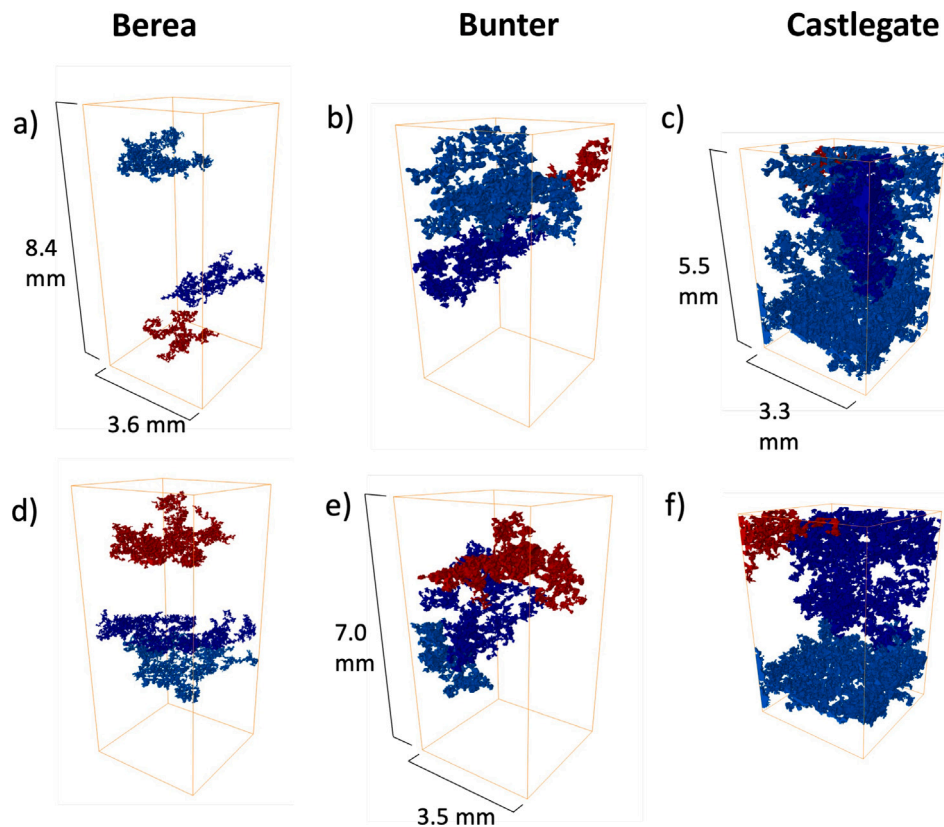 Berea
Bunter
Castlegate
a)
b)
c)
8.4
mm
5.5
mm
3.6 mm
3.3
mm
d)
e)
f)
7.0
mm
3.5 mm